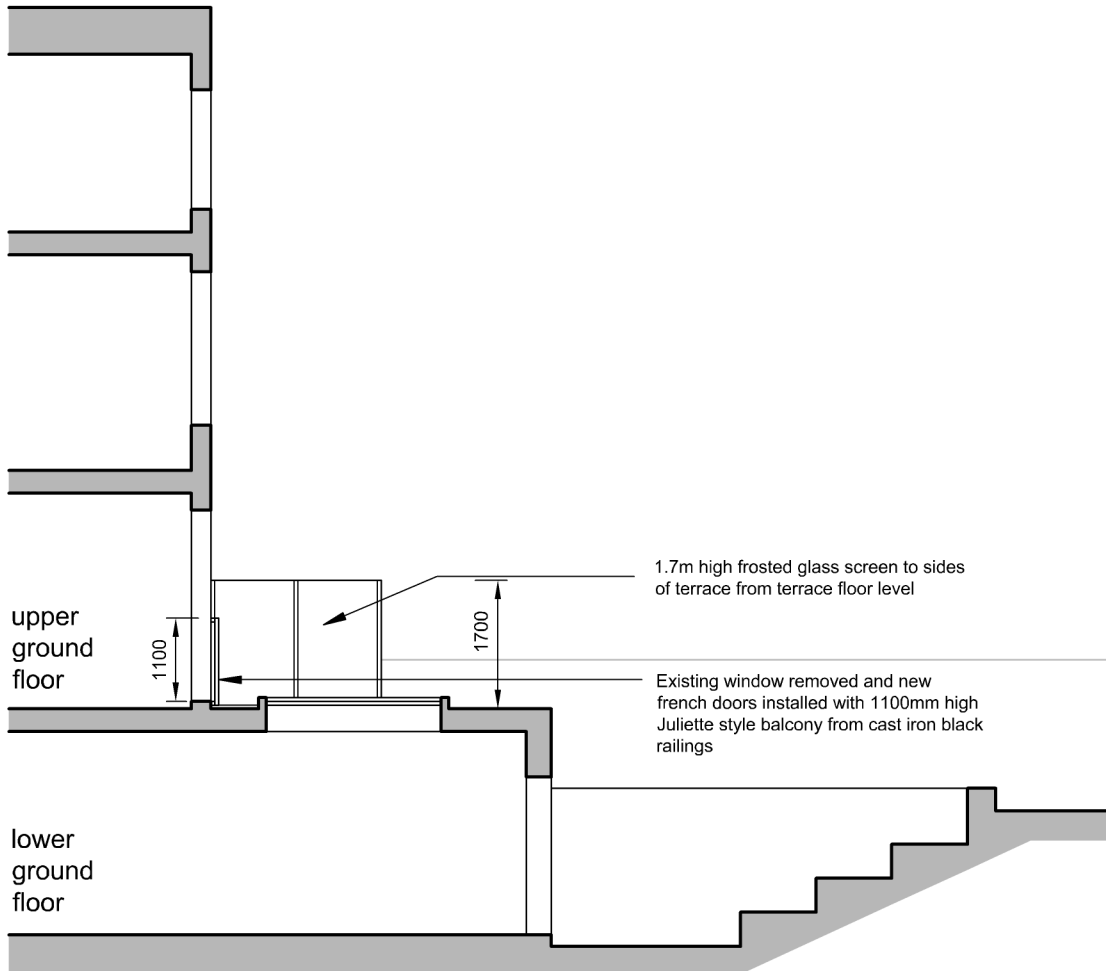 1.7m high frosted glass screen to sides
of terrace from terrace floor level
upper
ground
floor
1100
1700
Existing window removed and new
french doors installed with 1100mm high
Juliette style balcony from cast iron black
railings
lower
ground
floor